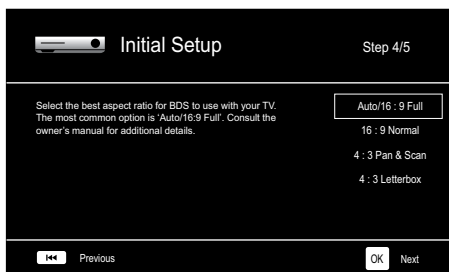 Initial Setup
Step 4/5
Select the best aspect ratio for BDS to use with your TV.
The most common option is ‘Auto/16:9 Full’. Consult the
owner’s manual for additional details.
Auto/16 : 9 Full
16 : 9 Normal
4 : 3 Pan & Scan
4 : 3 Letterbox
Previous
OK Next